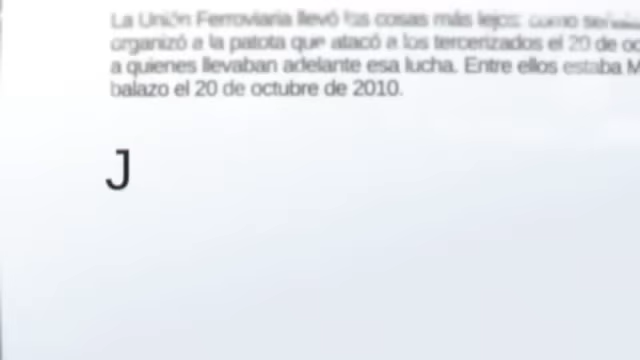 La Unión Ferroviaria llevó las cosas más lejos: como
organizó a la patota que atacó a los tercerizados el 20 de
a quienes llevaban adelante esa lucha. Entre ellos estaba M
balazo el 20 de octubre de 2010.
J